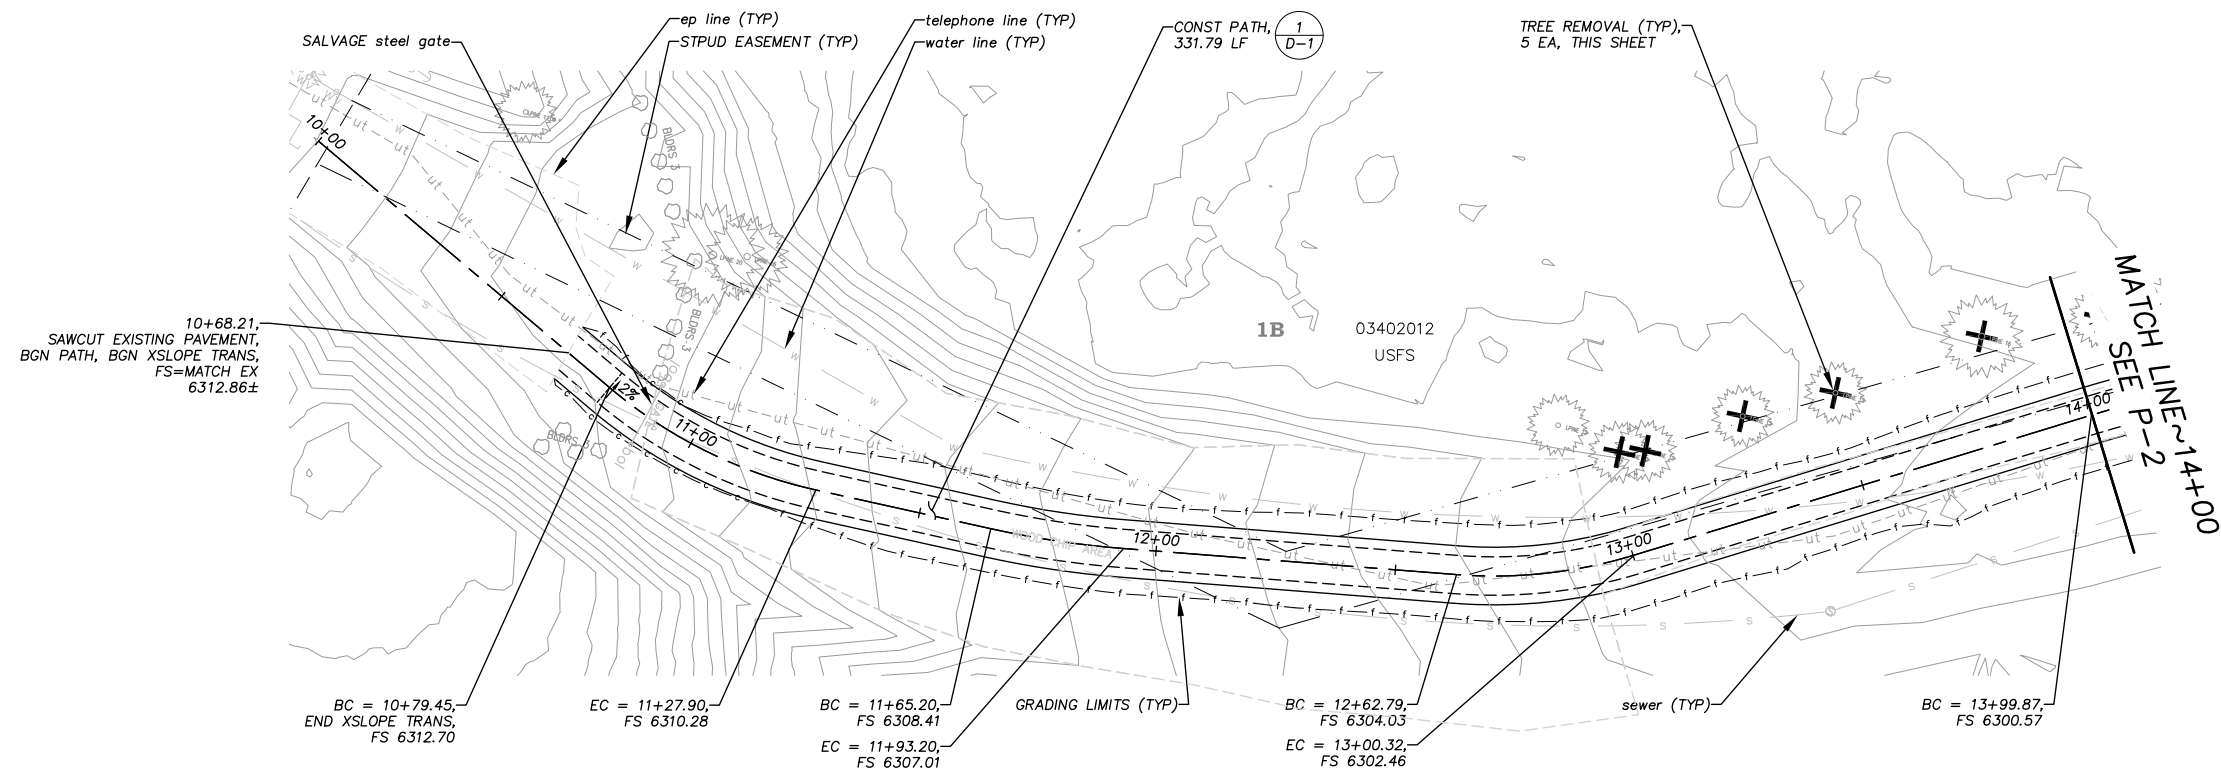 ep line (TYP)
STPUD EASEMENT (TYP)
SALVAGE steel gate
telephone line (TYP)
water line (TYP)
CONST PATH,
331.79 LF
1
D-1
TREE REMOVAL (TYP),
5 EA, THIS SHEET
10+00
BLDRS 3
BLDRS 3
BLDRS 3
10+68.21,
SAWCUT EXISTING PAVEMENT,
BGN PATH, BGN XSLOPE TRANS,
FS=MATCH EX
6312.86±
2%
11+00
1B
03402012
USFS
WOOD CHIP AREA
12+00
13+00
14+00
MATCH LINE~14+00
SEE P-2
BC = 10+79.45,
END XSLOPE TRANS,
FS 6312.70
EC = 11+27.90,
FS 6310.28
BC = 11+65.20,
FS 6308.41
EC = 11+93.20,
FS 6307.01
GRADING LIMITS (TYP)
BC = 12+62.79,
FS 6304.03
EC = 13+00.32,
FS 6302.46
sewer (TYP)
BC = 13+99.87,
FS 6300.57